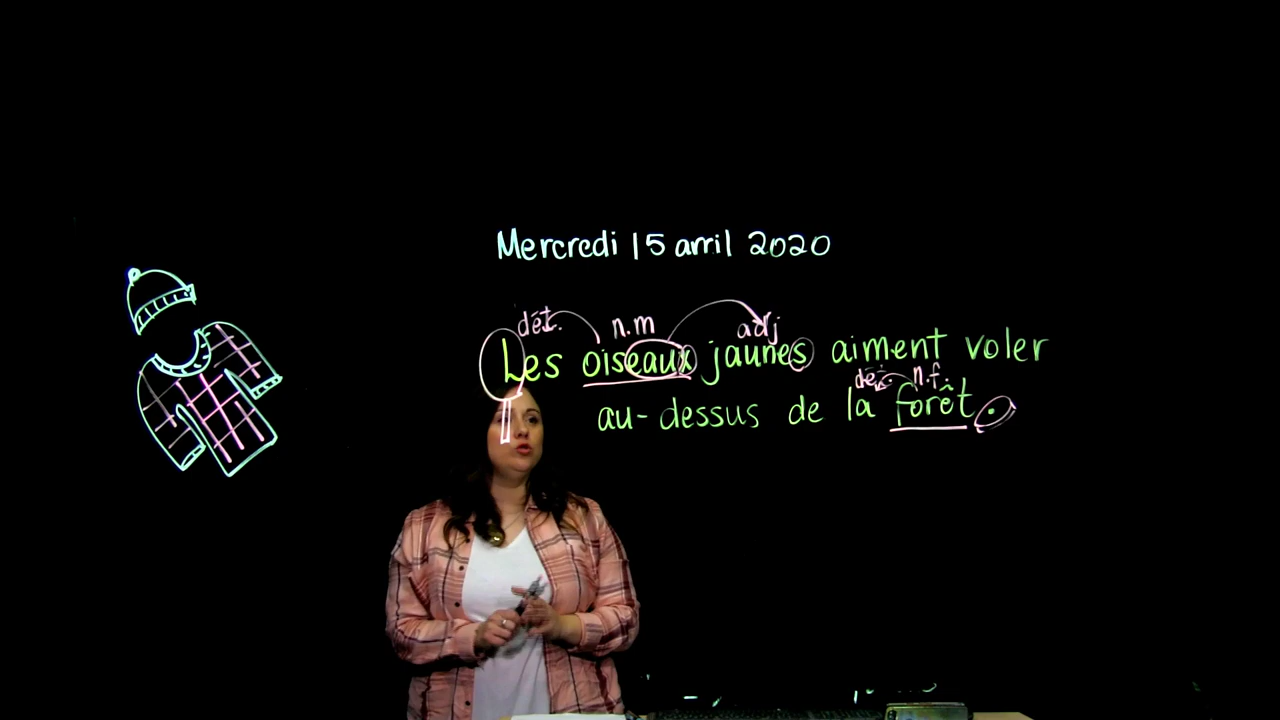 Mercredi 15 avril 2020
dét. n.m adj
Les oiseaux jaunes aiment voler
dét. n.f.
au-dessus de la forêt.